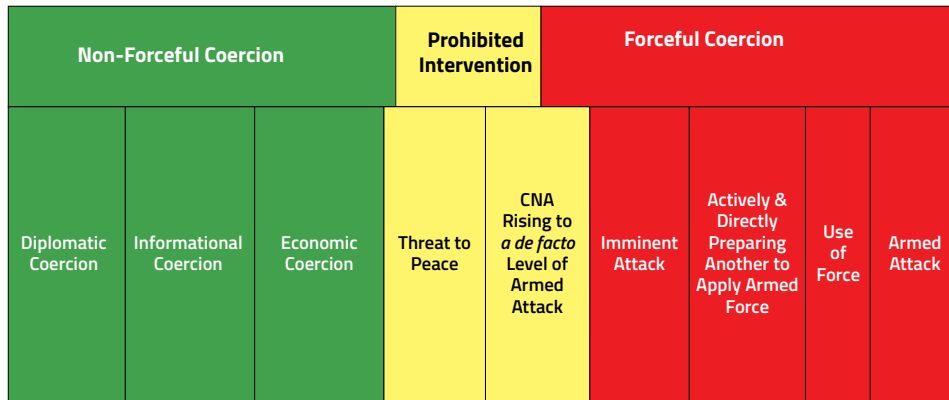 Non-Forceful Coercion
Prohibited
Intervention
Forceful Coercion
Diplomatic
Coercion
Informational
Coercion
Economic
Coercion
Threat to
Peace
CNA
Rising to
a de facto
Level of
Armed
Attack
Imminent
Attack
Actively &
Directly
Preparing
Another to
Apply Armed
Force
Use
of
Force
Armed
Attack